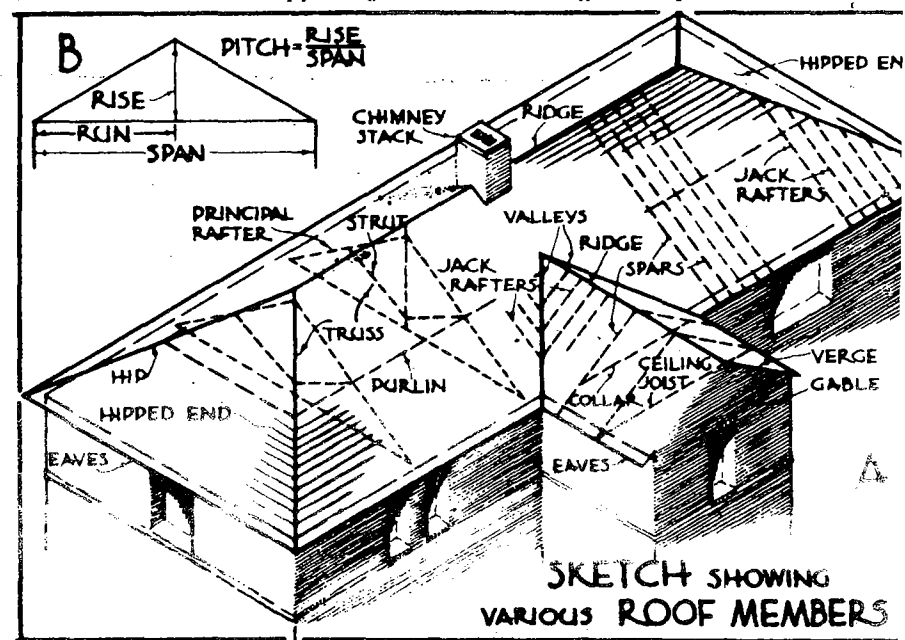 B
PITCH = RISE
SPAN
RISE
RUN
SPAN
HIPPED EN
CHIMNEY
STACK
RIDGE
JACK
RAFTERS
PRINCIPAL
RAFTER
STRUT
VALLEYS
RIDGE
SPARS
JACK
RAFTERS
TRUSS
HIP
PURLIN
CEILING
JOIST
COLLAR
VERGE
GABLE
HIPPED END
EAVES
EAVES
A
SKETCH SHOWING
VARIOUS ROOF MEMBERS